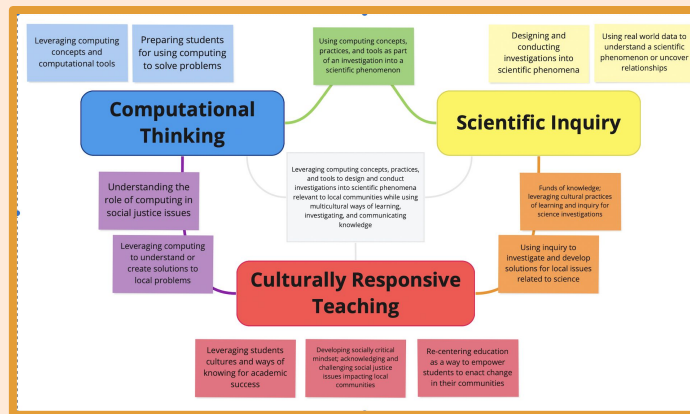 Leveraging computing
concepts and
computational tools
Preparing students
for using computing
to solve problems
Using computing concepts,
practices, and tools as part
of an investigation into a
scientific phenomenon
Designing and
conducting
investigations into
scientific phenomena
Using real world data to
understand a scientific
phenomenon or uncover
relationships
Computational
Thinking
Scientific Inquiry
Understanding the
role of computing in
social justice issues
Leveraging computing
to understand or
create solutions to
local problems
Leveraging computing concepts, practices,
and tools to design and conduct
investigations into scientific phenomena
relevant to local communities while using
multicultural ways of learning,
investigating, and communicating
knowledge
Funds of knowledge;
leveraging cultural practices
of learning and inquiry for
science investigations
Using inquiry to
investigate and develop
solutions for local issues
related to science
Culturally Responsive
Teaching
Leveraging students
cultures and ways of
knowing for academic
success
Developing socially critical
mindset; acknowledging and
challenging social justice
issues impacting local
communities
Re-centering education
as a way to empower
students to enact change
in their communities